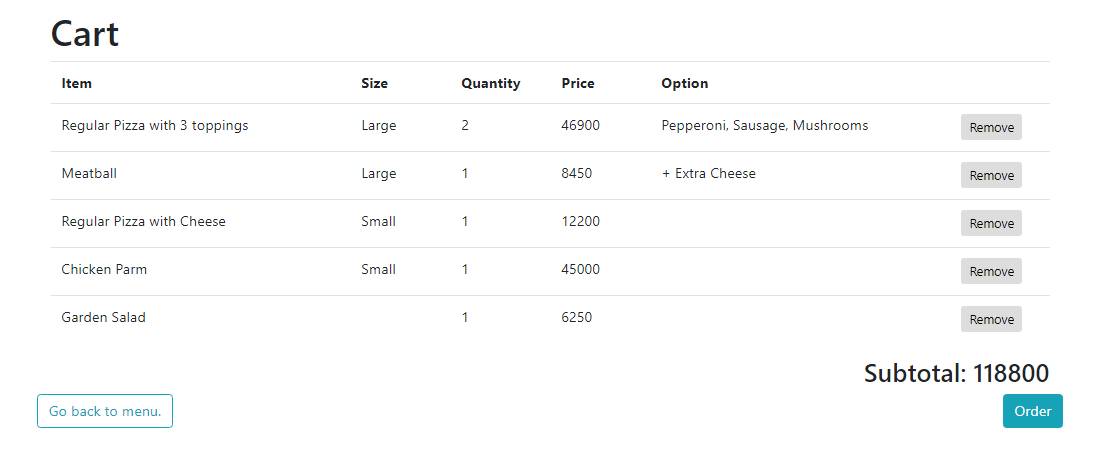 Cart
Item Size Quantity Price Option
Regular Pizza with 3 toppings Large 2 46900 Pepperoni, Sausage, Mushrooms Remove
Meatball Large 1 8450 + Extra Cheese Remove
Regular Pizza with Cheese Small 1 12200 Remove
Chicken Parm Small 1 45000 Remove
Garden Salad 1 6250 Remove
Subtotal: 118800
Go back to menu. Order